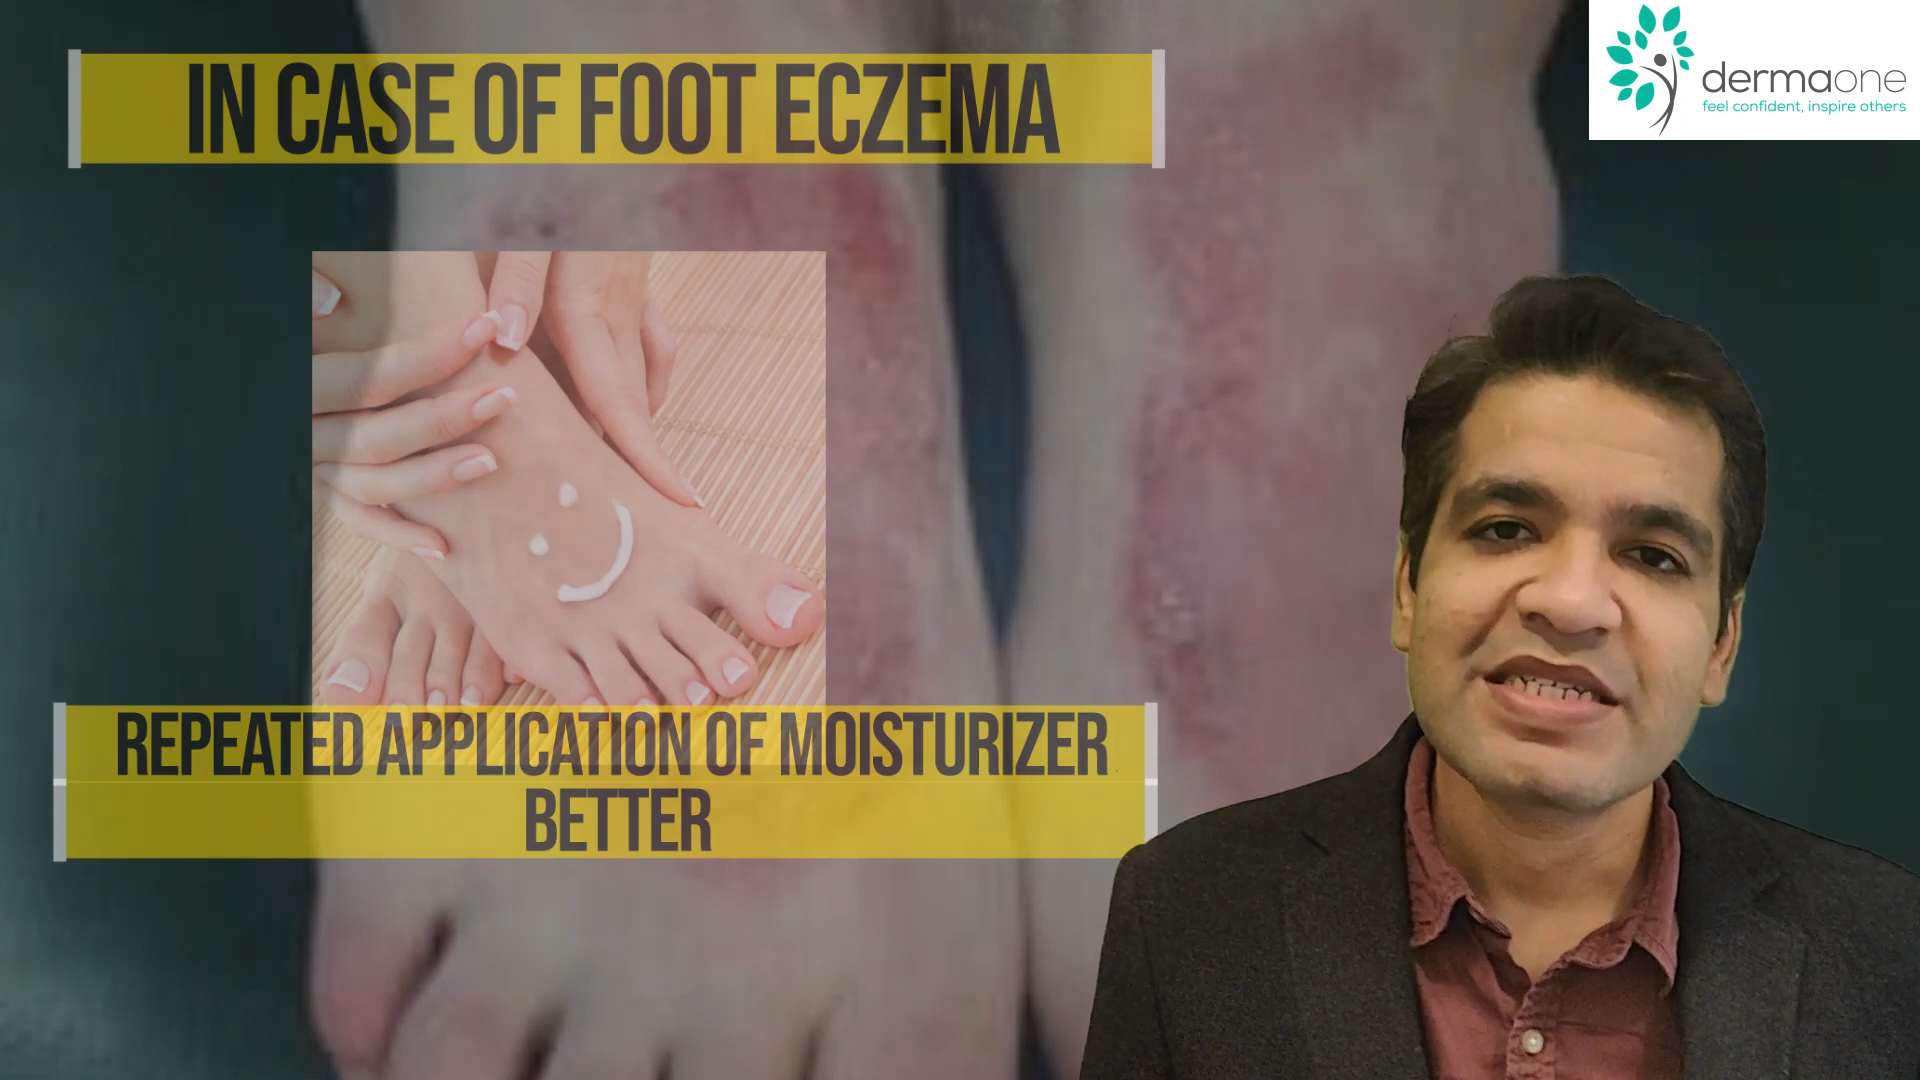 IN CASE OF FOOT ECZEMA
dermaone
feel confident, inspire others
REPEATED APPLICATION OF MOISTURIZER
BETTER